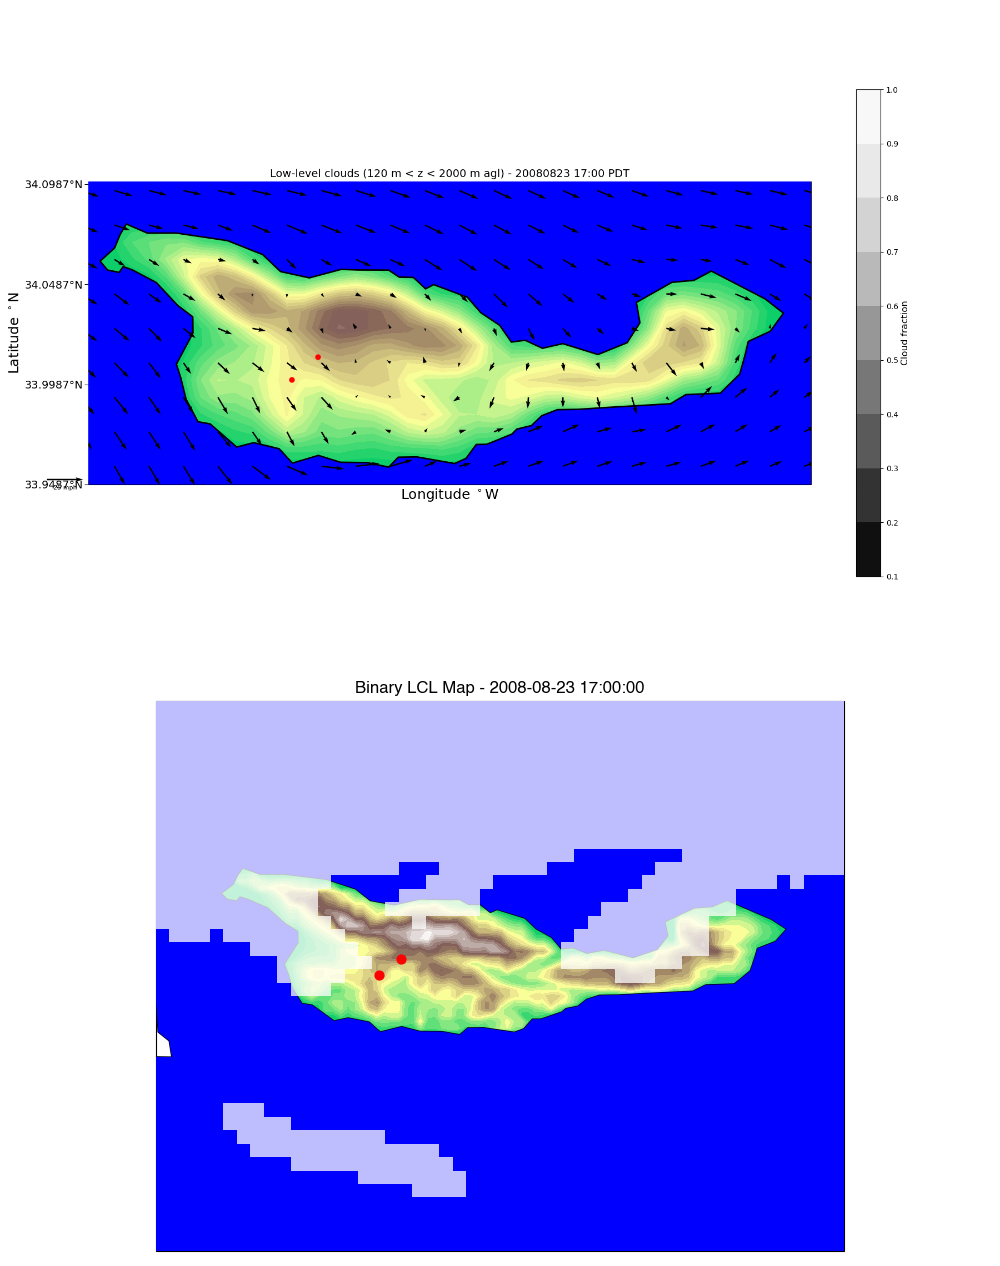 Low-level clouds (120 m < z < 2000 m agl) - 20080823 17:00 PDT
34.0987°N
34.0487°N
33.9987°N
33.9487°N
Latitude ° N
Longitude ° W
1.0
0.9
0.8
0.7
0.6
0.5
0.4
0.3
0.2
0.1
Cloud fraction
Binary LCL Map - 2008-08-23 17:00:00